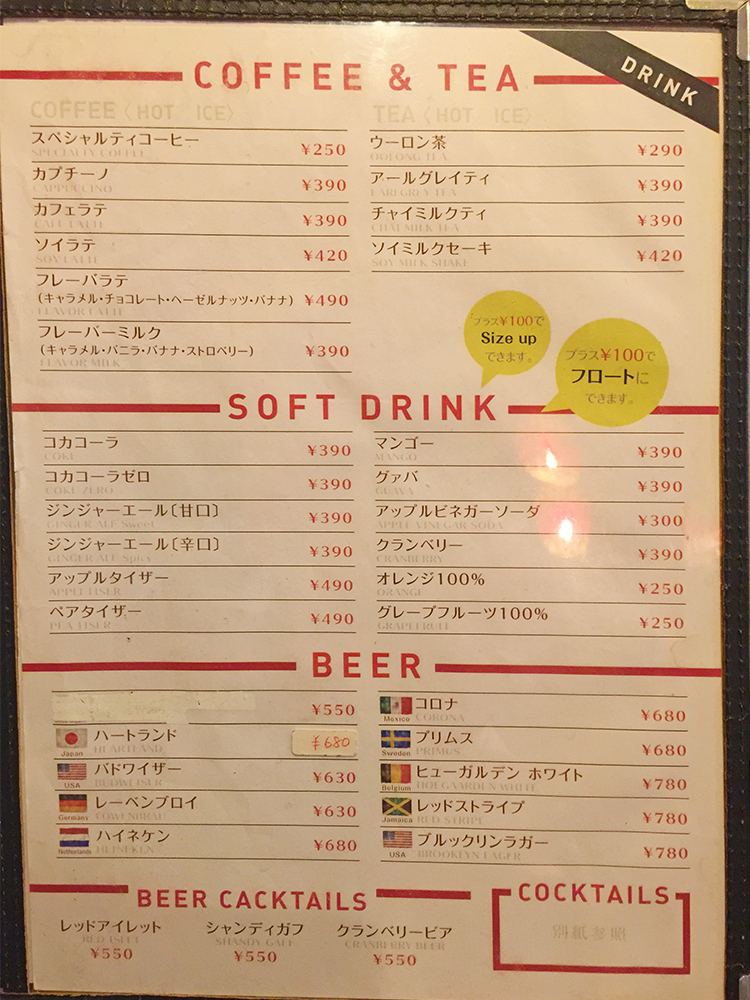 DRINK
COFFEE & TEA
COFFEE〈HOT ICE〉
スペシャルティコーヒー ¥250
SPECIALTY COFFEE
カプチーノ ¥390
CAPPUCCINO
カフェラテ ¥390
CAFE LATTE
ソイラテ ¥420
SOY LATTE
フレーバラテ
(キャラメル・チョコレート・ヘーゼルナッツ・バナナ) ¥490
FLAVOR LATTE
フレーバーミルク
(キャラメル・バニラ・バナナ・ストロベリー) ¥390
FLAVOR MILK
TEA〈HOT ICE〉
ウーロン茶 ¥290
OOLONG TEA
アールグレイティ ¥390
EARLGREY TEA
チャイミルクティ ¥390
CHAI MILK TEA
ソイミルクセーキ ¥420
SOY MILK SHAKE
プラス¥100で
Size up
できます。
プラス¥100で
フロートに
できます。
SOFT DRINK
コカコーラ ¥390
COKE
コカコーラゼロ ¥390
COKE ZERO
ジンジャーエール〔甘口〕 ¥390
GINGER ALE Sweet
ジンジャーエール〔辛口〕 ¥390
GINGER ALE Spicy
アップルタイザー ¥490
APPLETISER
ペアタイザー ¥490
マンゴー ¥390
MANGO
グァバ ¥390
GUAVA
アップルビネガーソーダ ¥300
APPLE VINEGAR SODA
クランベリー ¥390
CRANBERRY
オレンジ100% ¥250
ORANGE
グレープフルーツ100% ¥250
GRAPEFRUIT
BEER
¥550
Japan ハートランド ¥680
HEARTLAND
USA バドワイザー ¥630
BUDWEISER
Germany レーベンブロイ ¥630
LOWENBRAU
Netherlands ハイネケン ¥680
HEINEKEN
Mexico コロナ ¥680
CORONA
Sweden プリムス ¥680
PRIMUS
Belgium ヒューガルデン ホワイト ¥780
HOEGAARDEN WHITE
Jamaica レッドストライプ ¥780
RED STRIPE
USA ブルックリンラガー ¥780
BROOKLYN LAGER
BEER CACKTAILS
レッドアイレット シャンディガフ クランベリービア
SHANDY GAFF CRANBERRY BEER
¥550 ¥550 ¥550
COCKTAILS